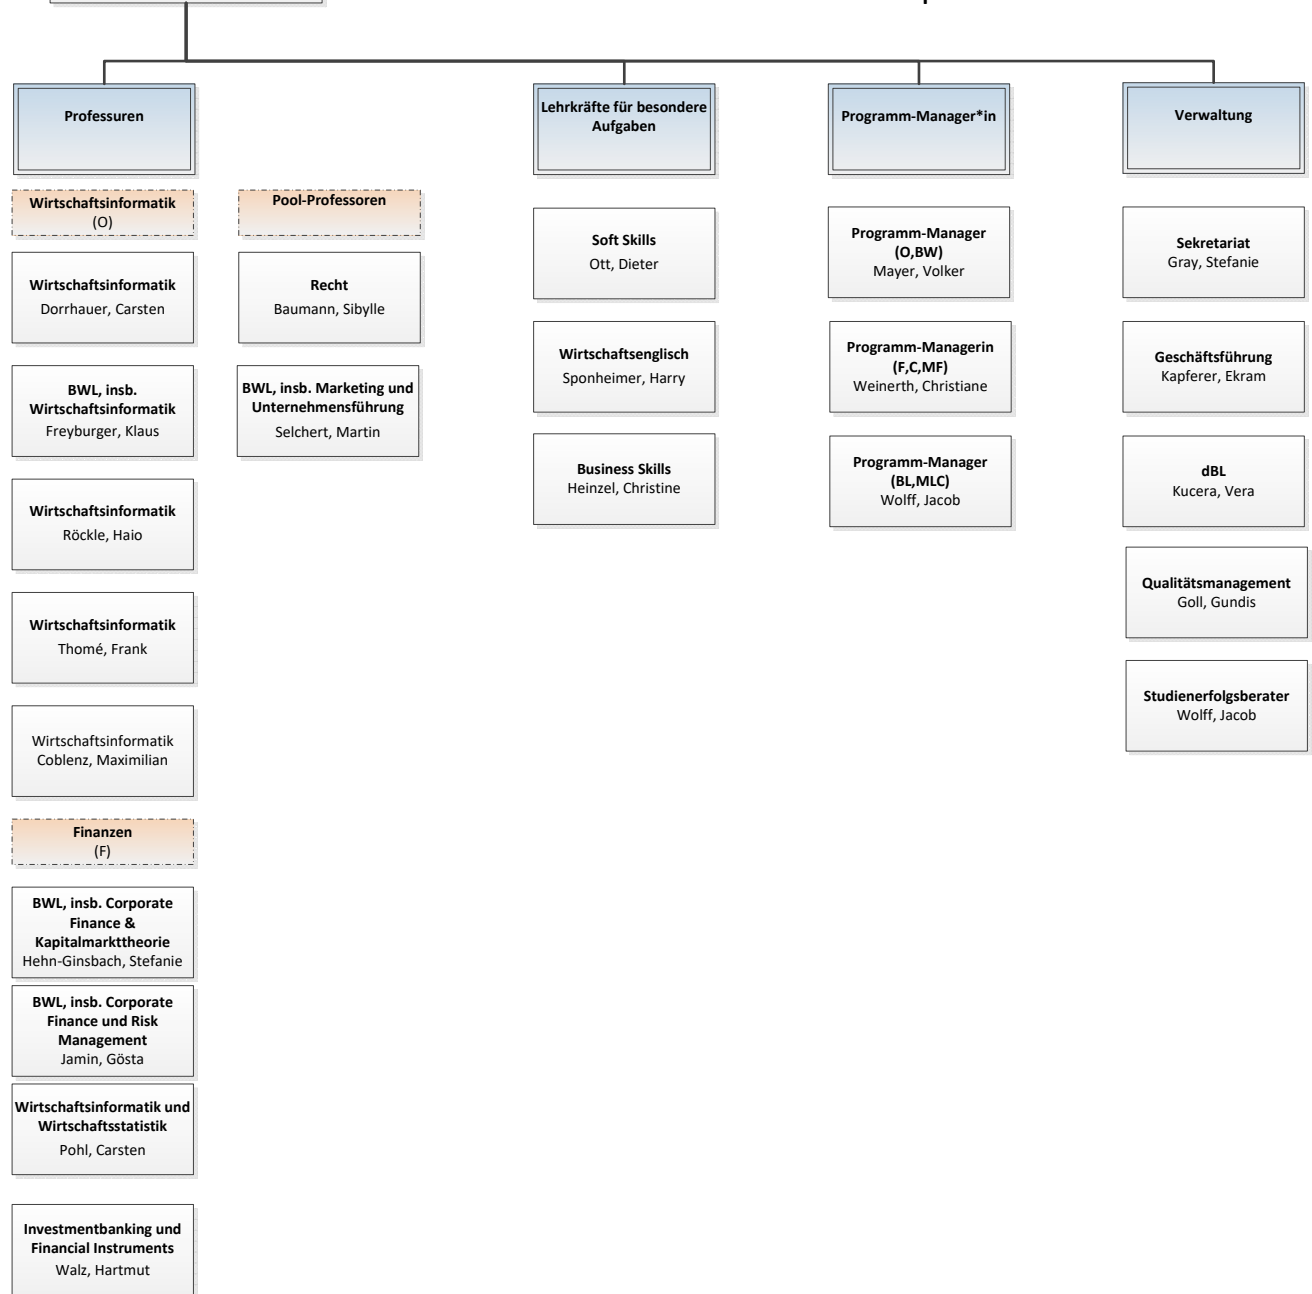 Professuren
Lehrkräfte für besondere
Aufgaben
Programm-Manager*in
Verwaltung
Wirtschaftsinformatik
(O)
Wirtschaftsinformatik
Dorrhauer, Carsten
BWL, insb.
Wirtschaftsinformatik
Freyburger, Klaus
Wirtschaftsinformatik
Röckle, Haio
Wirtschaftsinformatik
Thomé, Frank
Wirtschaftsinformatik
Coblenz, Maximilian
Finanzen
(F)
BWL, insb. Corporate
Finance &
Kapitalmarkttheorie
Hehn-Ginsbach, Stefanie
BWL, insb. Corporate
Finance und Risk
Management
Jamin, Gösta
Wirtschaftsinformatik und
Wirtschaftsstatistik
Pohl, Carsten
Investmentbanking und
Financial Instruments
Walz, Hartmut
Pool-Professoren
Recht
Baumann, Sibylle
BWL, insb. Marketing und
Unternehmensführung
Selchert, Martin
Soft Skills
Ott, Dieter
Wirtschaftsenglisch
Sponheimer, Harry
Business Skills
Heinzel, Christine
Programm-Manager
(O,BW)
Mayer, Volker
Programm-Managerin
(F,C,MF)
Weinerth, Christiane
Programm-Manager
(BL,MLC)
Wolff, Jacob
Sekretariat
Gray, Stefanie
Geschäftsführung
Kapferer, Ekram
dBL
Kucera, Vera
Qualitätsmanagement
Goll, Gundis
Studienerfolgsberater
Wolff, Jacob